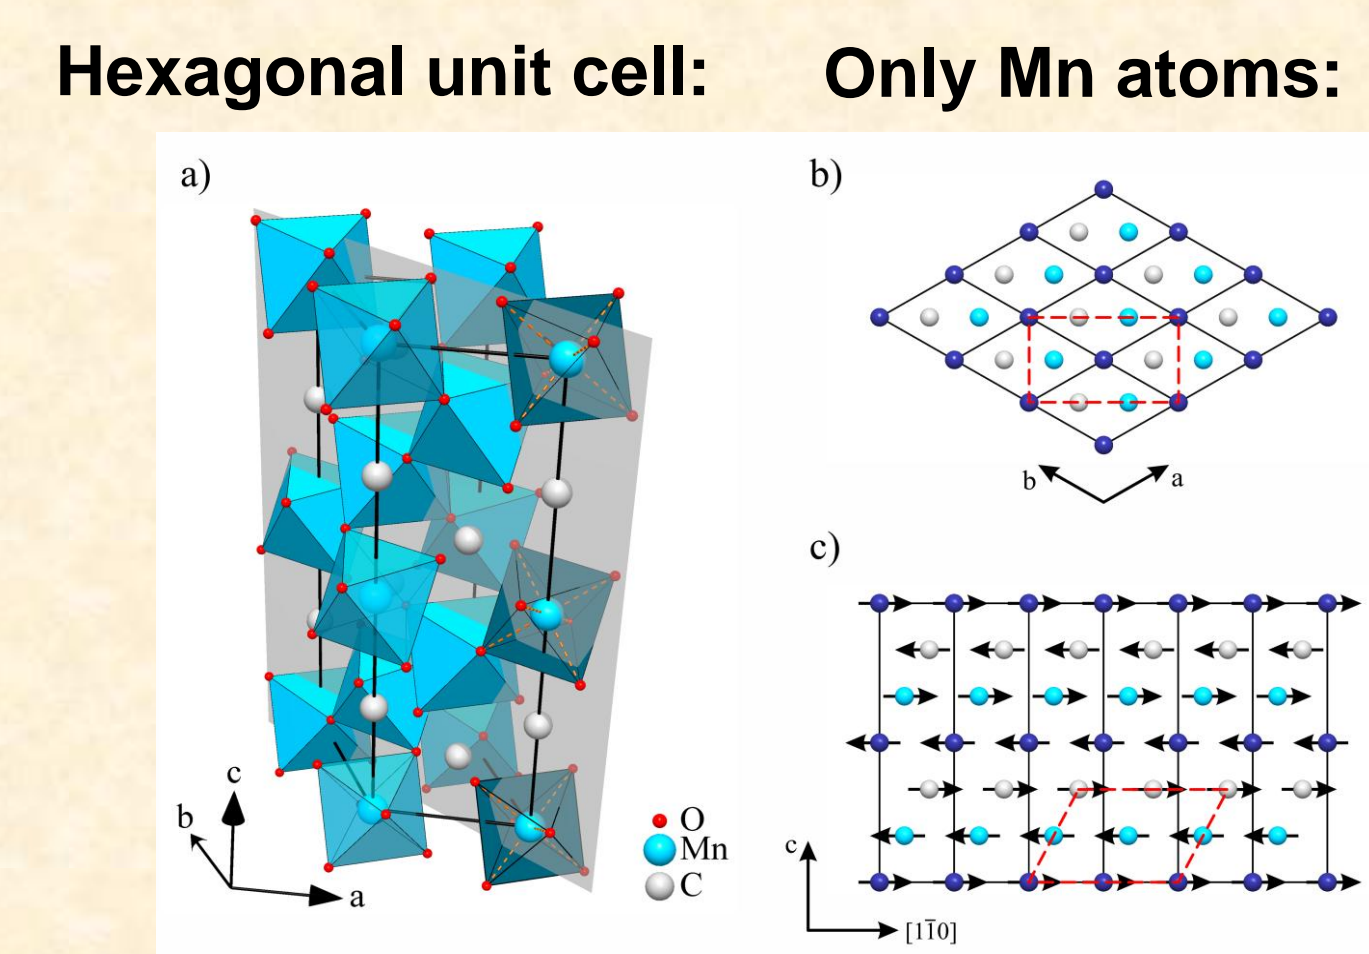 Hexagonal unit cell: Only Mn atoms:
a)
c
b
a
O
Mn
C
b)
b
a
c)
c
[11̅0]